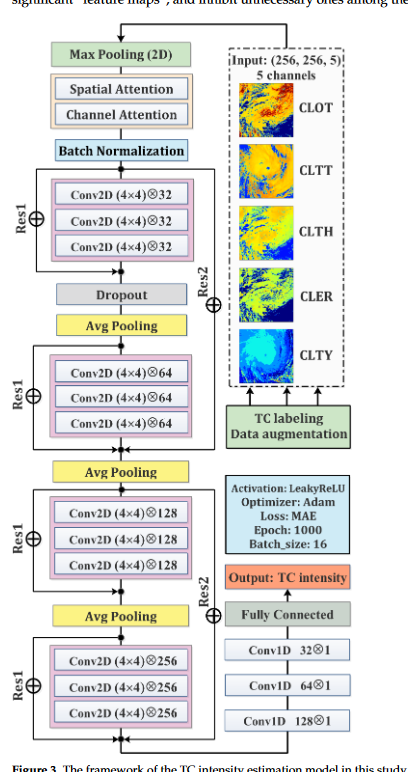 significant "feature maps", and inhibit unnecessary ones among the
Max Pooling (2D)
Spatial Attention
Channel Attention
Batch Normalization
Res1
Conv2D (4×4)⊗32
Conv2D (4×4)⊗32
Conv2D (4×4)⊗32
Res2
Dropout
Avg Pooling
Res1
Conv2D (4×4)⊗64
Conv2D (4×4)⊗64
Conv2D (4×4)⊗64
Avg Pooling
Res1
Conv2D (4×4)⊗128
Conv2D (4×4)⊗128
Conv2D (4×4)⊗128
Res2
Avg Pooling
Res1
Conv2D (4×4)⊗256
Conv2D (4×4)⊗256
Conv2D (4×4)⊗256
Input: (256, 256, 5)
5 channels
CLOT
CLTT
CLTH
CLER
CLTY
TC labeling
Data augmentation
Activation: LeakyReLU
Optimizer: Adam
Loss: MAE
Epoch: 1000
Batch_size: 16
Output: TC intensity
Fully Connected
Conv1D 32⊗1
Conv1D 64⊗1
Conv1D 128⊗1
Figure 3. The framework of the TC intensity estimation model in this study